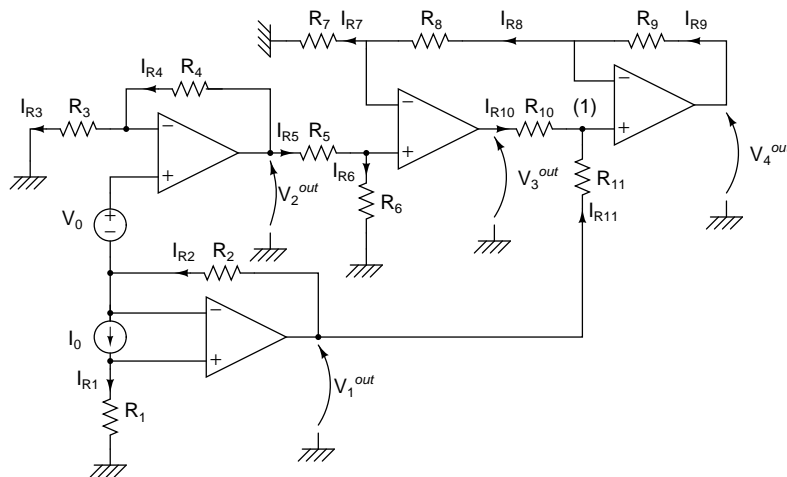 R7 IR7 R8 IR8 R9 IR9
IR4 R4
IR3 R3
− − −
IR5 R5 IR10 R10 (1)
+ + +
IR6 R6
V2out V3out V4ou
R11
IR11
V0 + −
IR2 R2
I0 −
+
IR1 R1
V1out